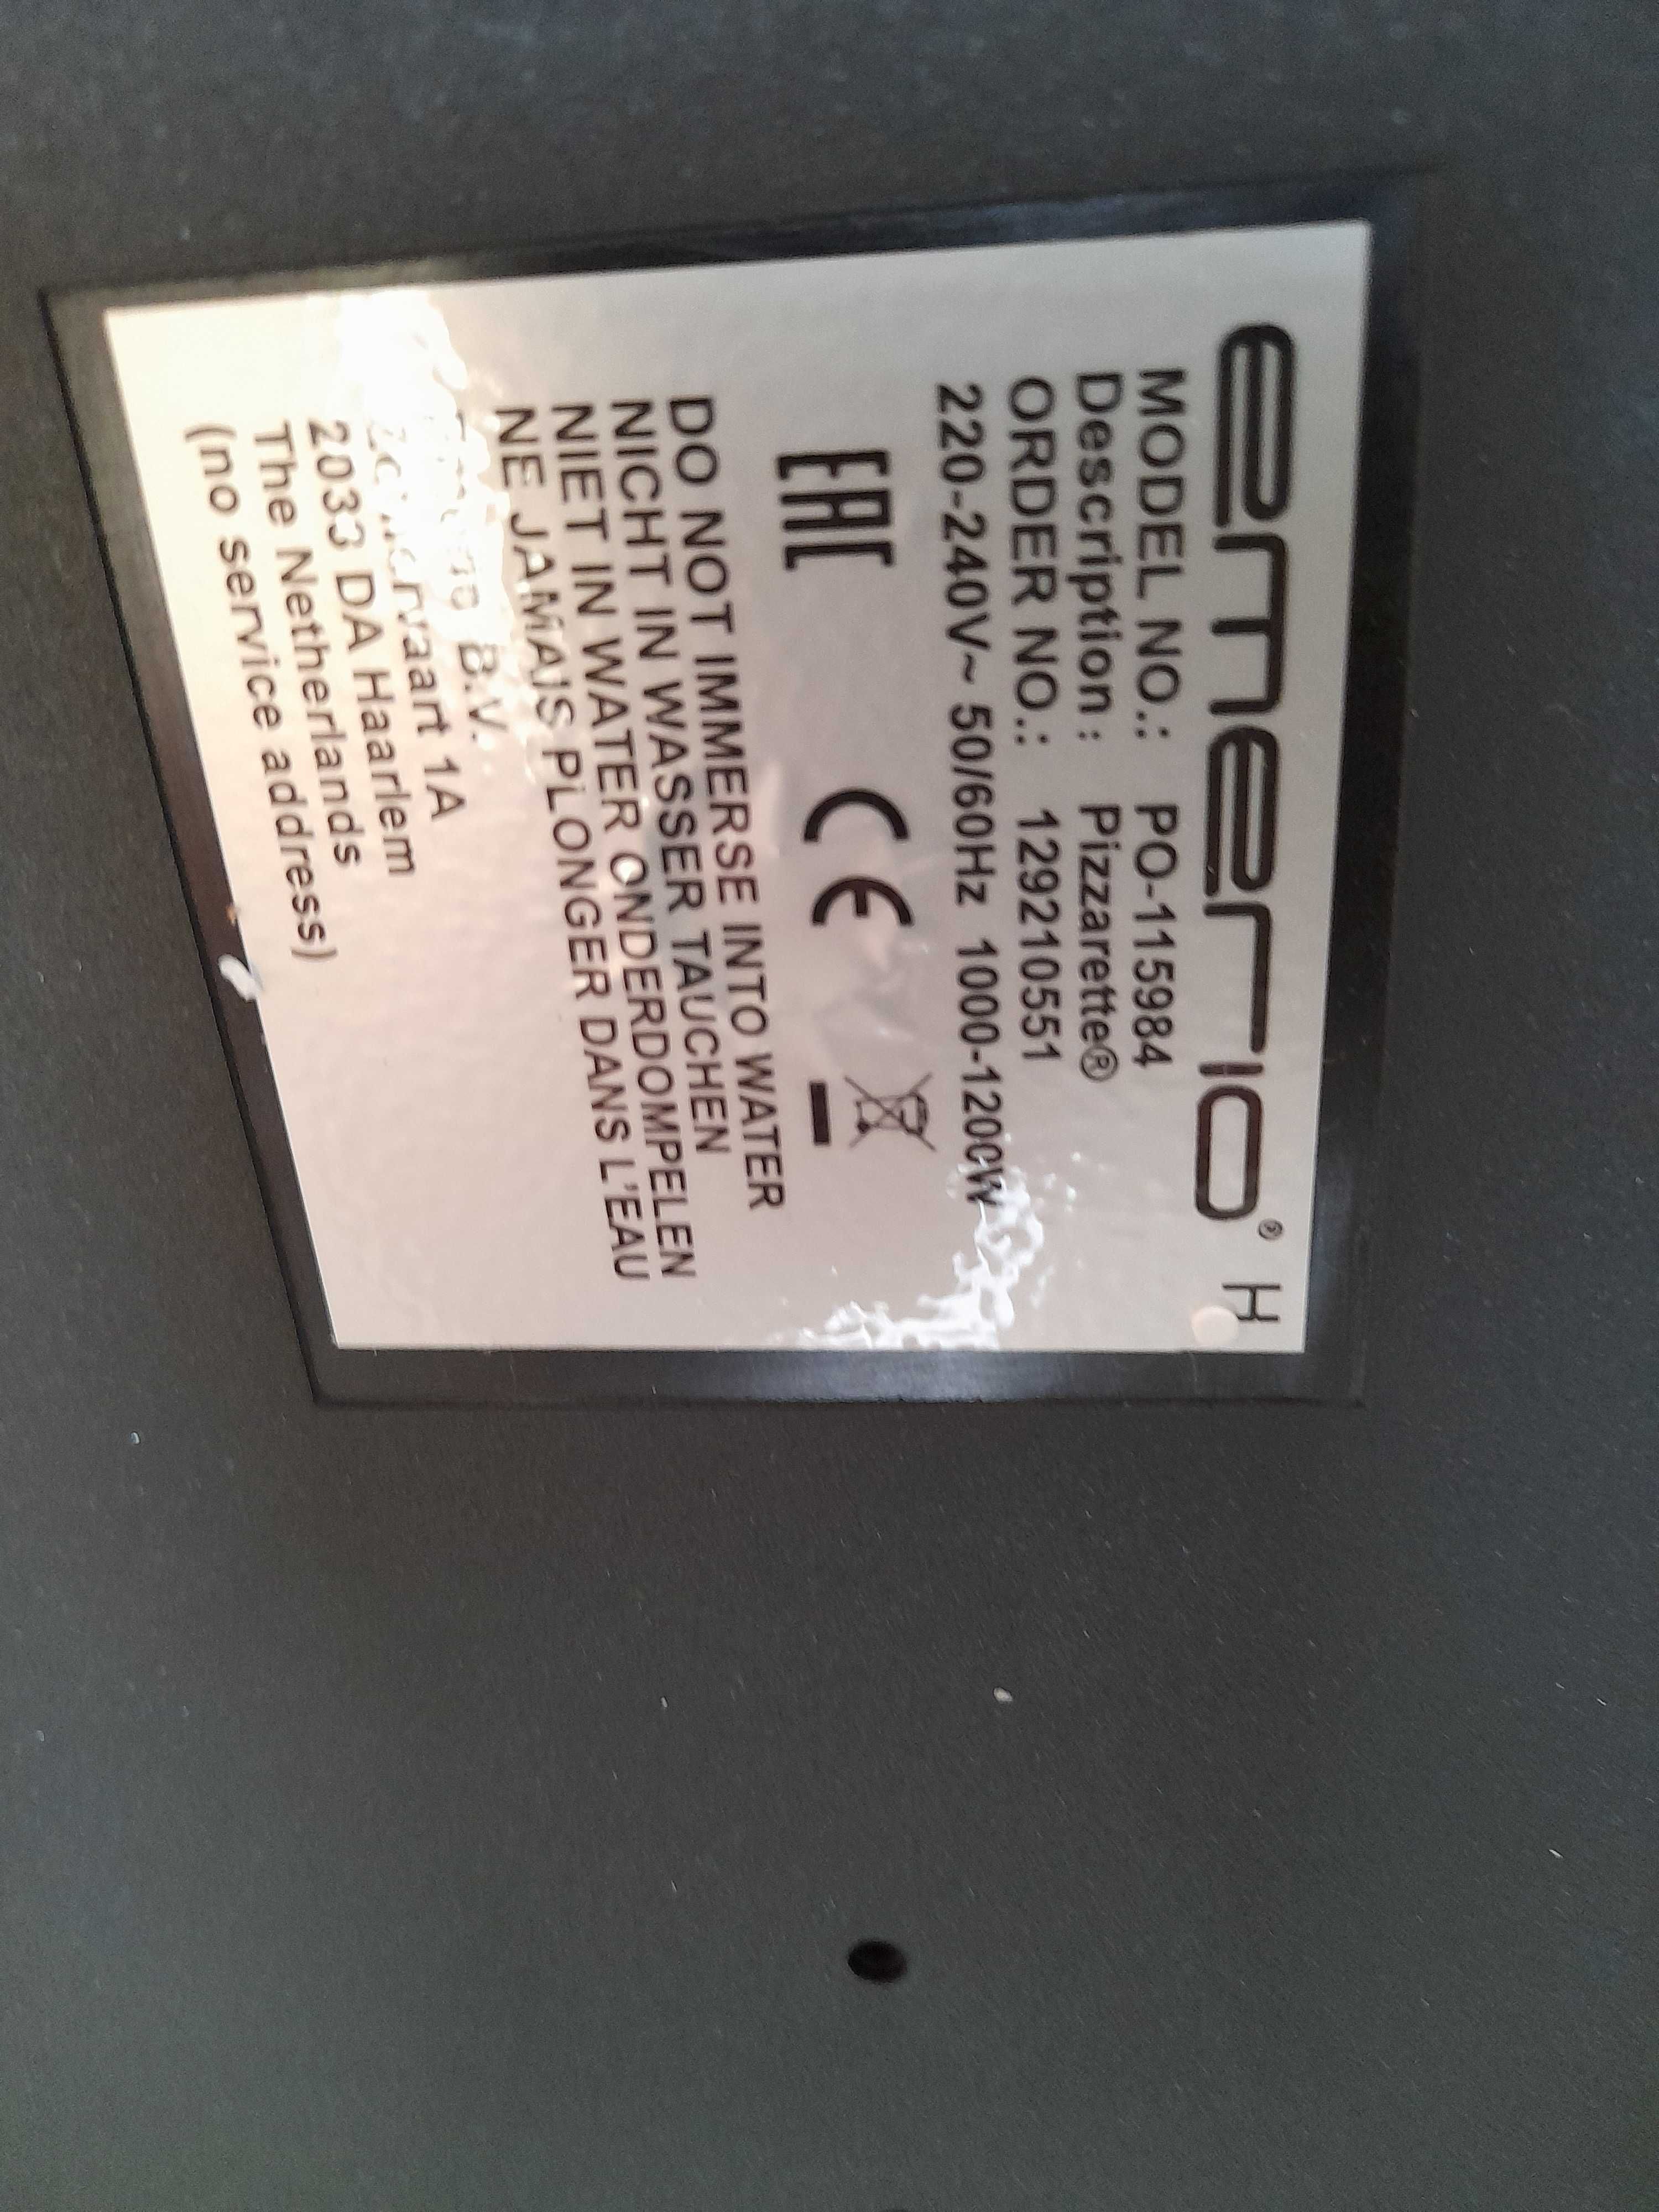 emerio® H
MODEL NO.: PO-115984
Description : Pizzarette®
ORDER NO.: 129210551
220-240V~ 50/60Hz 1000-1200W
EAC CE
DO NOT IMMERSE INTO WATER
NICHT IN WASSER TAUCHEN
NIET IN WATER ONDERDOMPELEN
NE JAMAIS PLONGER DANS L'EAU
B.V.
1A
2033 DA Haarlem
The Netherlands
(no service address)